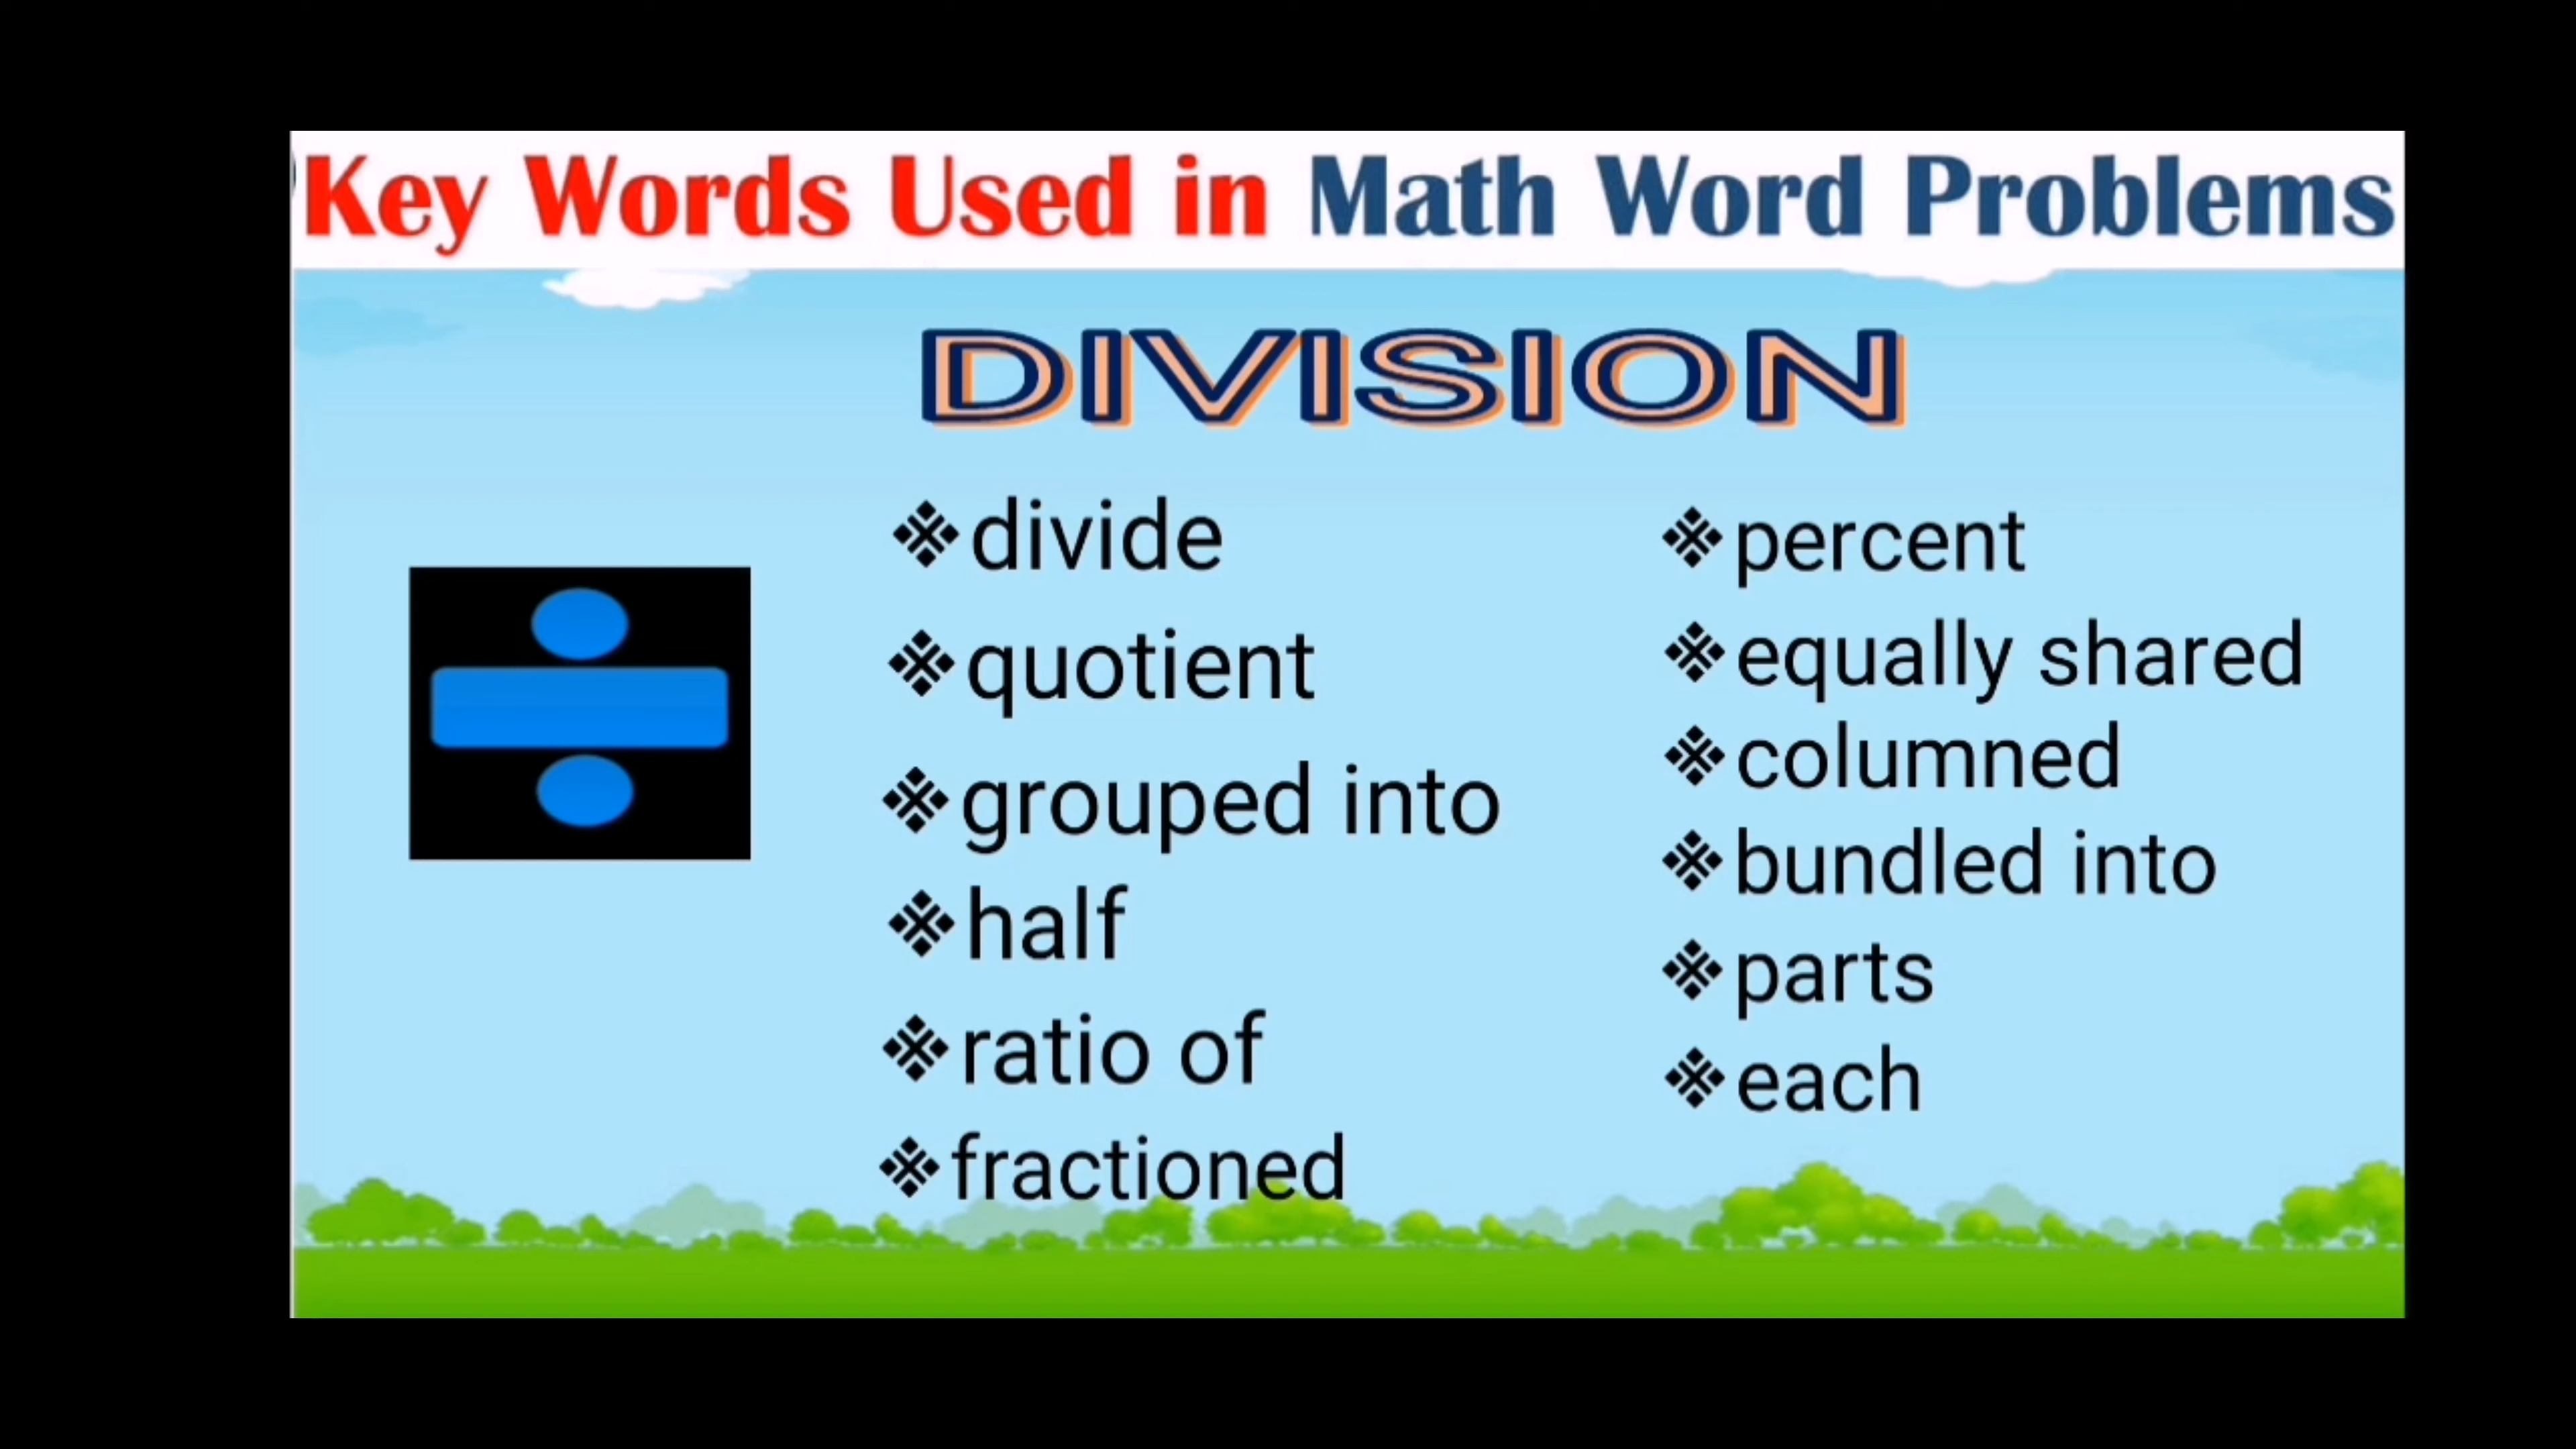 Key Words Used in Math Word Problems
DIVISION
❖divide
❖quotient
❖grouped into
❖half
❖ratio of
❖fractioned
❖percent
❖equally shared
❖columned
❖bundled into
❖parts
❖each